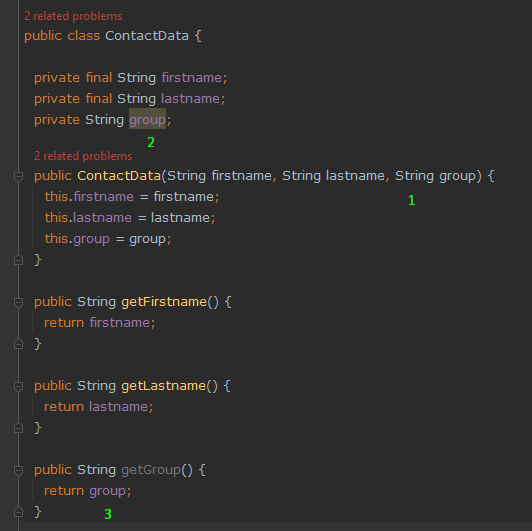 2 related problems
public class ContactData {
private final String firstname;
private final String lastname;
private String group;
2
2 related problems
public ContactData(String firstname, String lastname, String group) {
this.firstname = firstname;
1
this.lastname = lastname;
this.group = group;
}
public String getFirstname() {
return firstname;
}
public String getLastname() {
return lastname;
}
public String getGroup() {
return group;
}
3